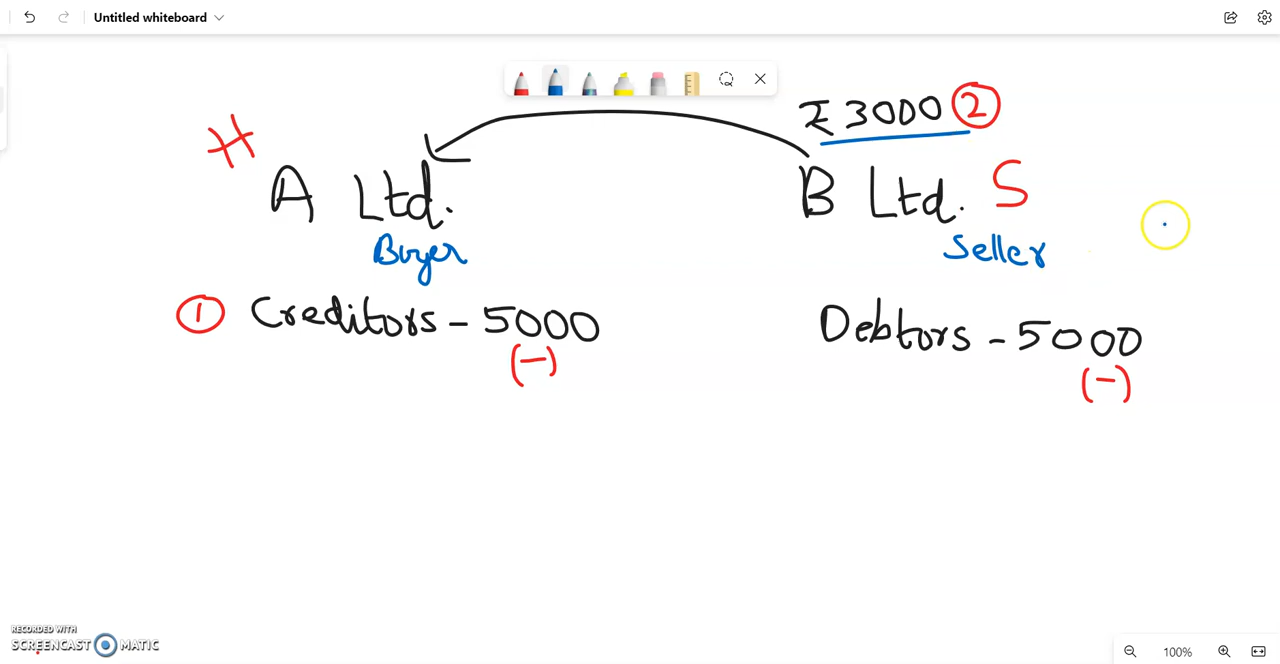 Untitled whiteboard
₹ 3000 ②
H
A Ltd. B Ltd. S
Buyer Seller
① Creditors - 5000 Debtors - 5000
(-) (-)
RECORDED WITH
SCREENCAST MATIC
100%